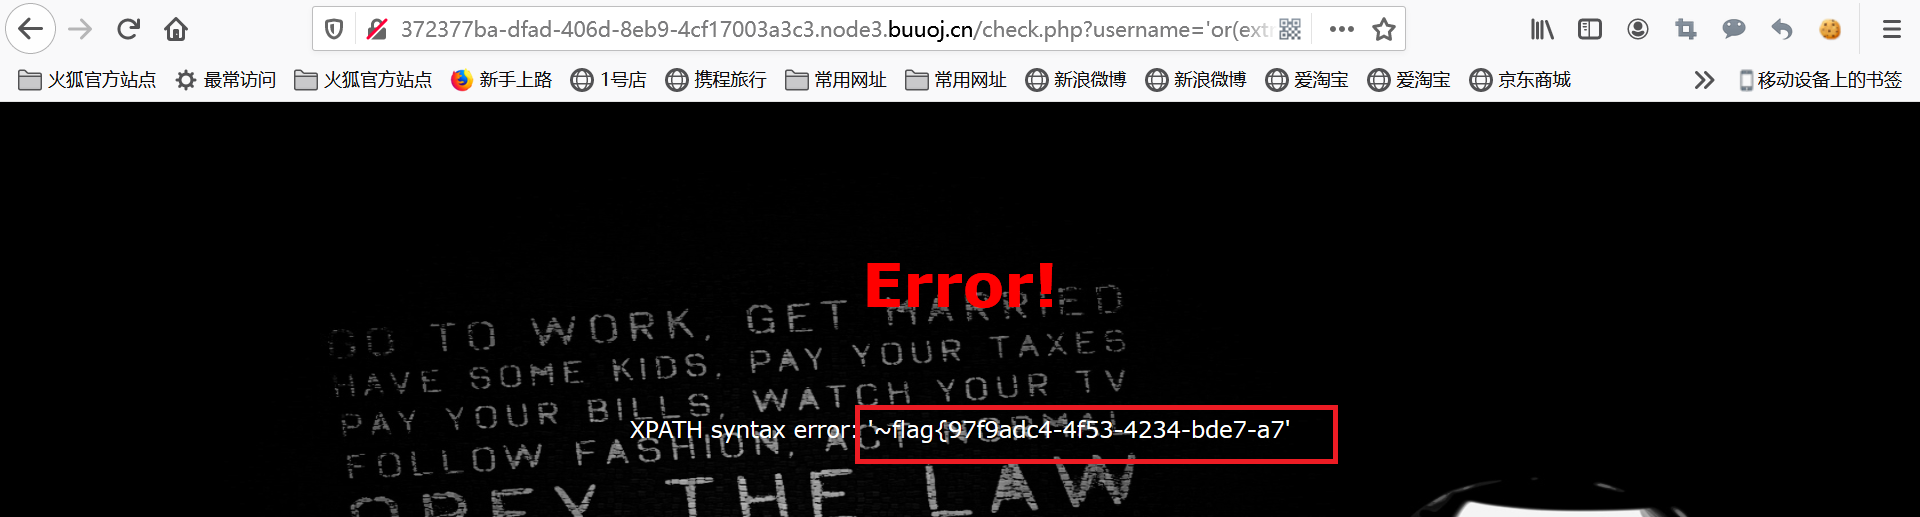 372377ba-dfad-406d-8eb9-4cf17003a3c3.node3.buuoj.cn/check.php?username='or(extr
火狐官方站点 最常访问 火狐官方站点 新手上路 1号店 携程旅行 常用网址 常用网址 新浪微博 新浪微博 爱淘宝 爱淘宝 京东商城 移动设备上的书签
Error!
GO TO WORK, GET MARRIED
HAVE SOME KIDS, PAY YOUR TAXES
PAY YOUR BILLS, WATCH YOUR TV
XPATH syntax error: '~flag{97f9adc4-4f53-4234-bde7-a7'
FOLLOW FASHION, ACT NORMAL
OBEY THE LAW